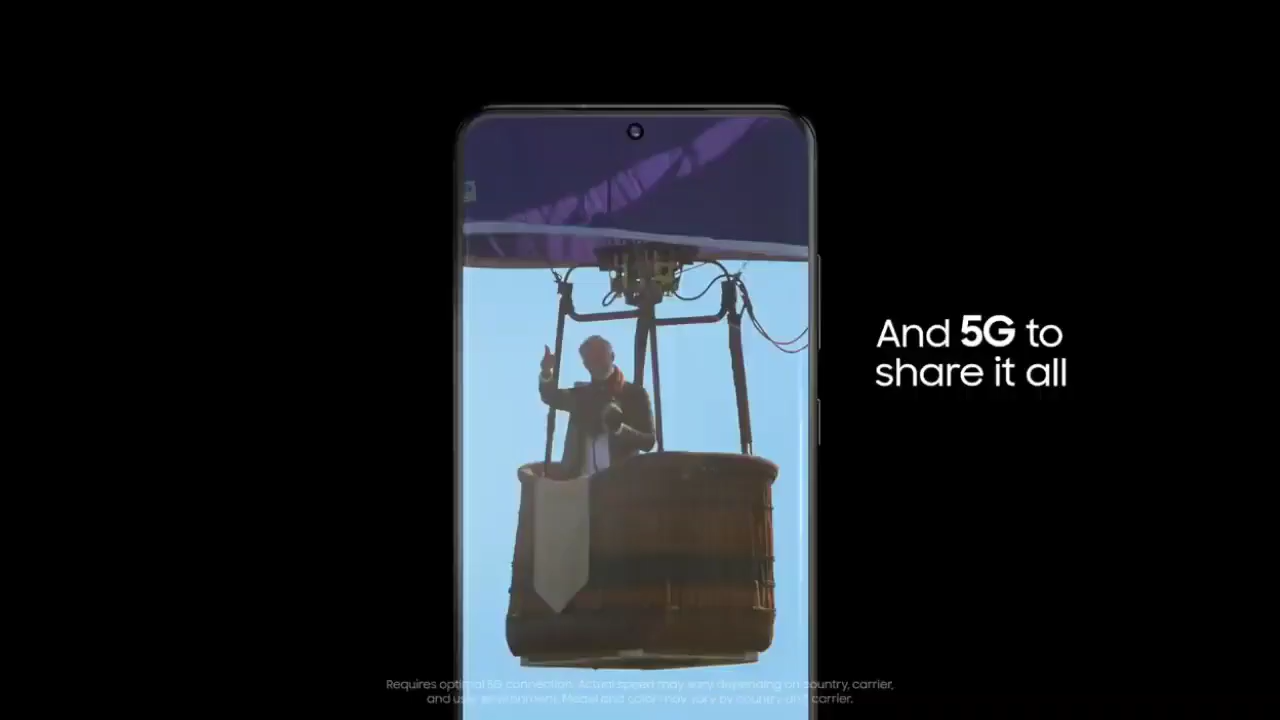 And 5G to
share it all
Requires optimal 5G connection. Actual speed may vary depending on country, carrier,
and user environment. Model and color may vary by country and carrier.